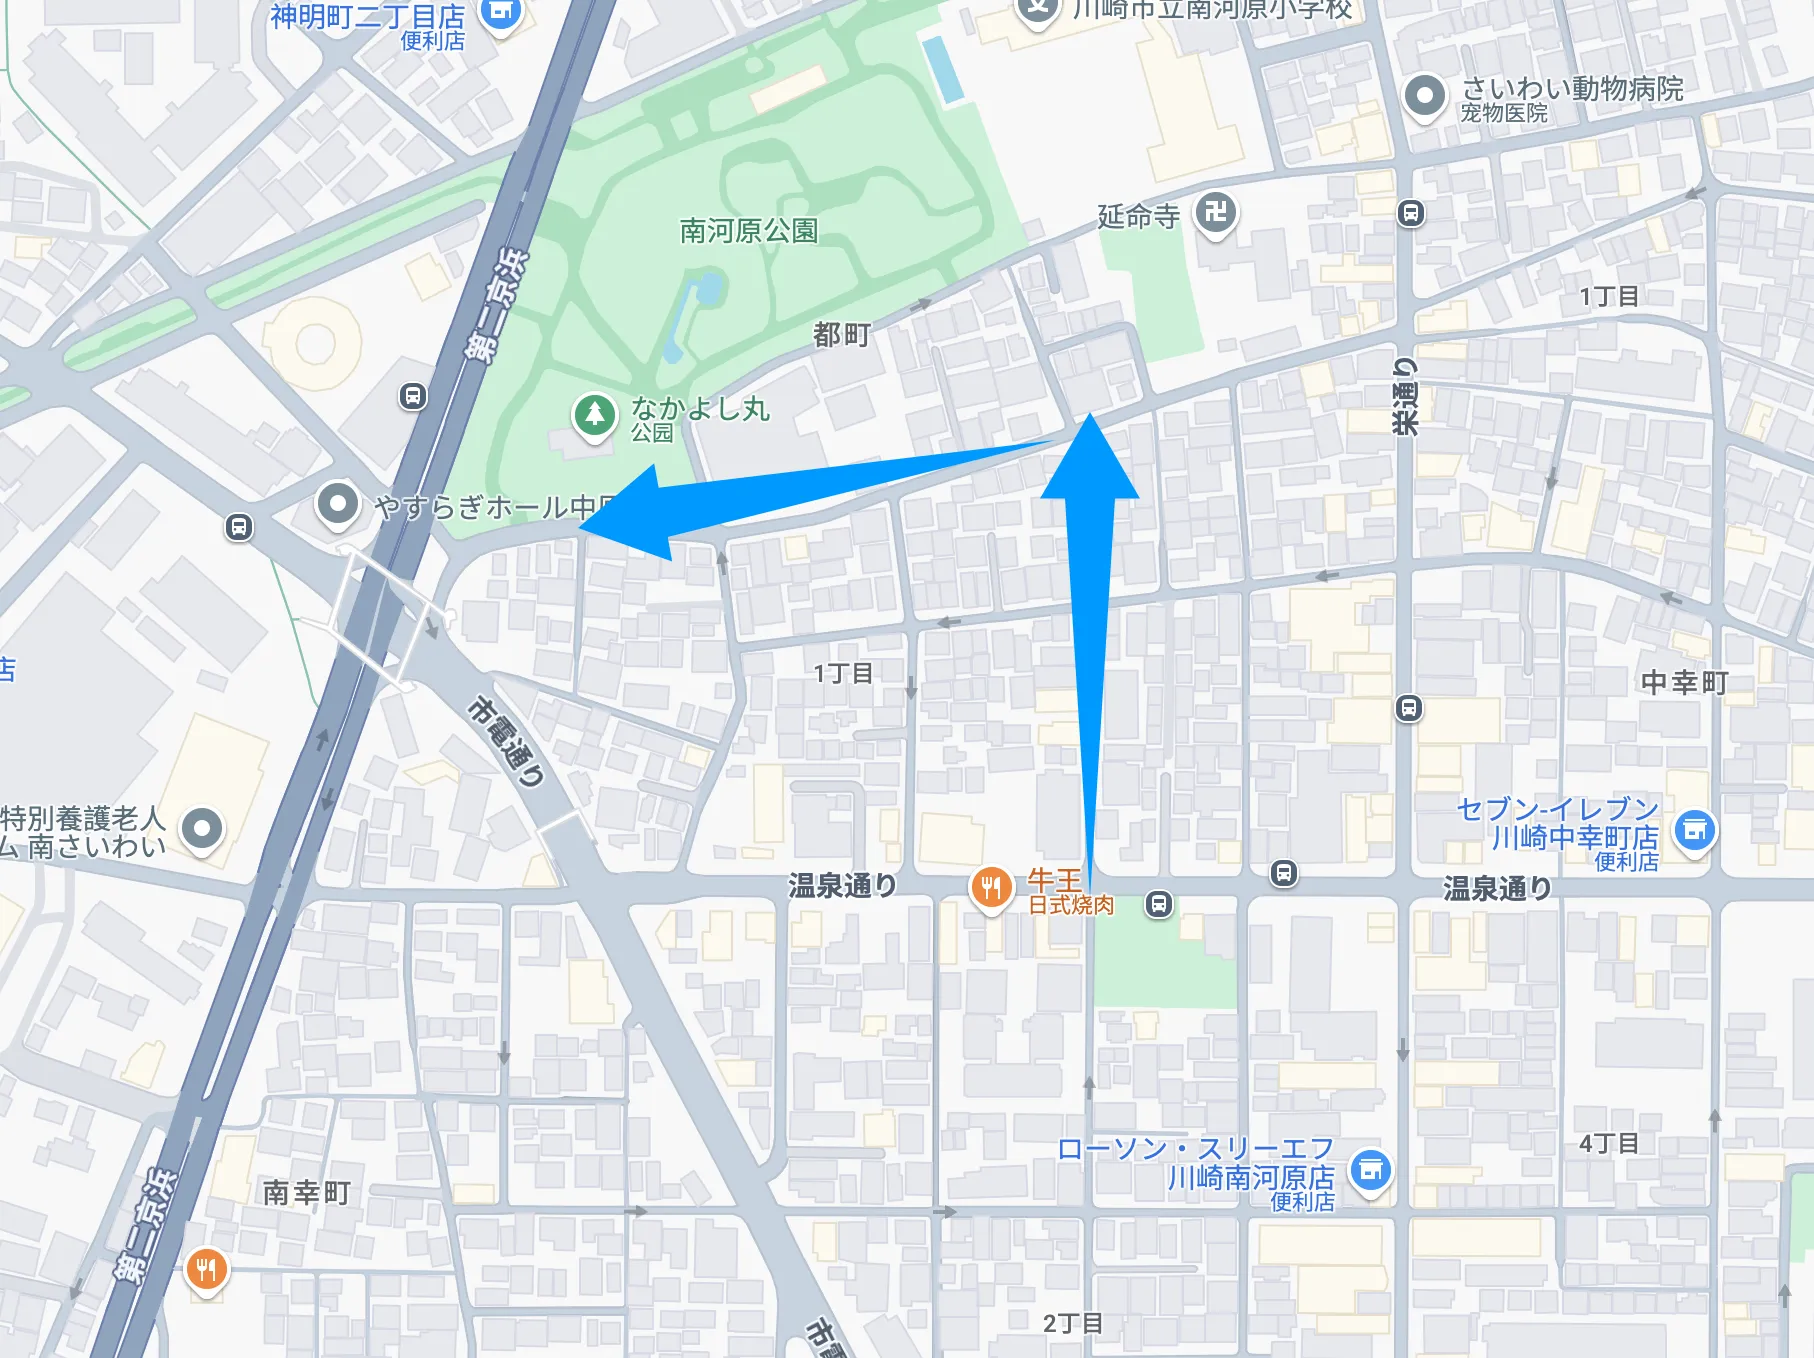 神明町二丁目店
便利店
川崎市立南河原小学校
さいわい動物病院
宠物医院
延命寺
南河原公園
第二京浜
1丁目
都町
栄通り
なかよし丸
公园
やすらぎホール中原
店
1丁目
中幸町
市電通り
特別養護老人
ム 南さいわい
セブン-イレブン
川崎中幸町店
便利店
温泉通り
牛王
日式烧肉
温泉通り
ローソン・スリーエフ
川崎南河原店
便利店
4丁目
南幸町
第二京浜
2丁目
市電